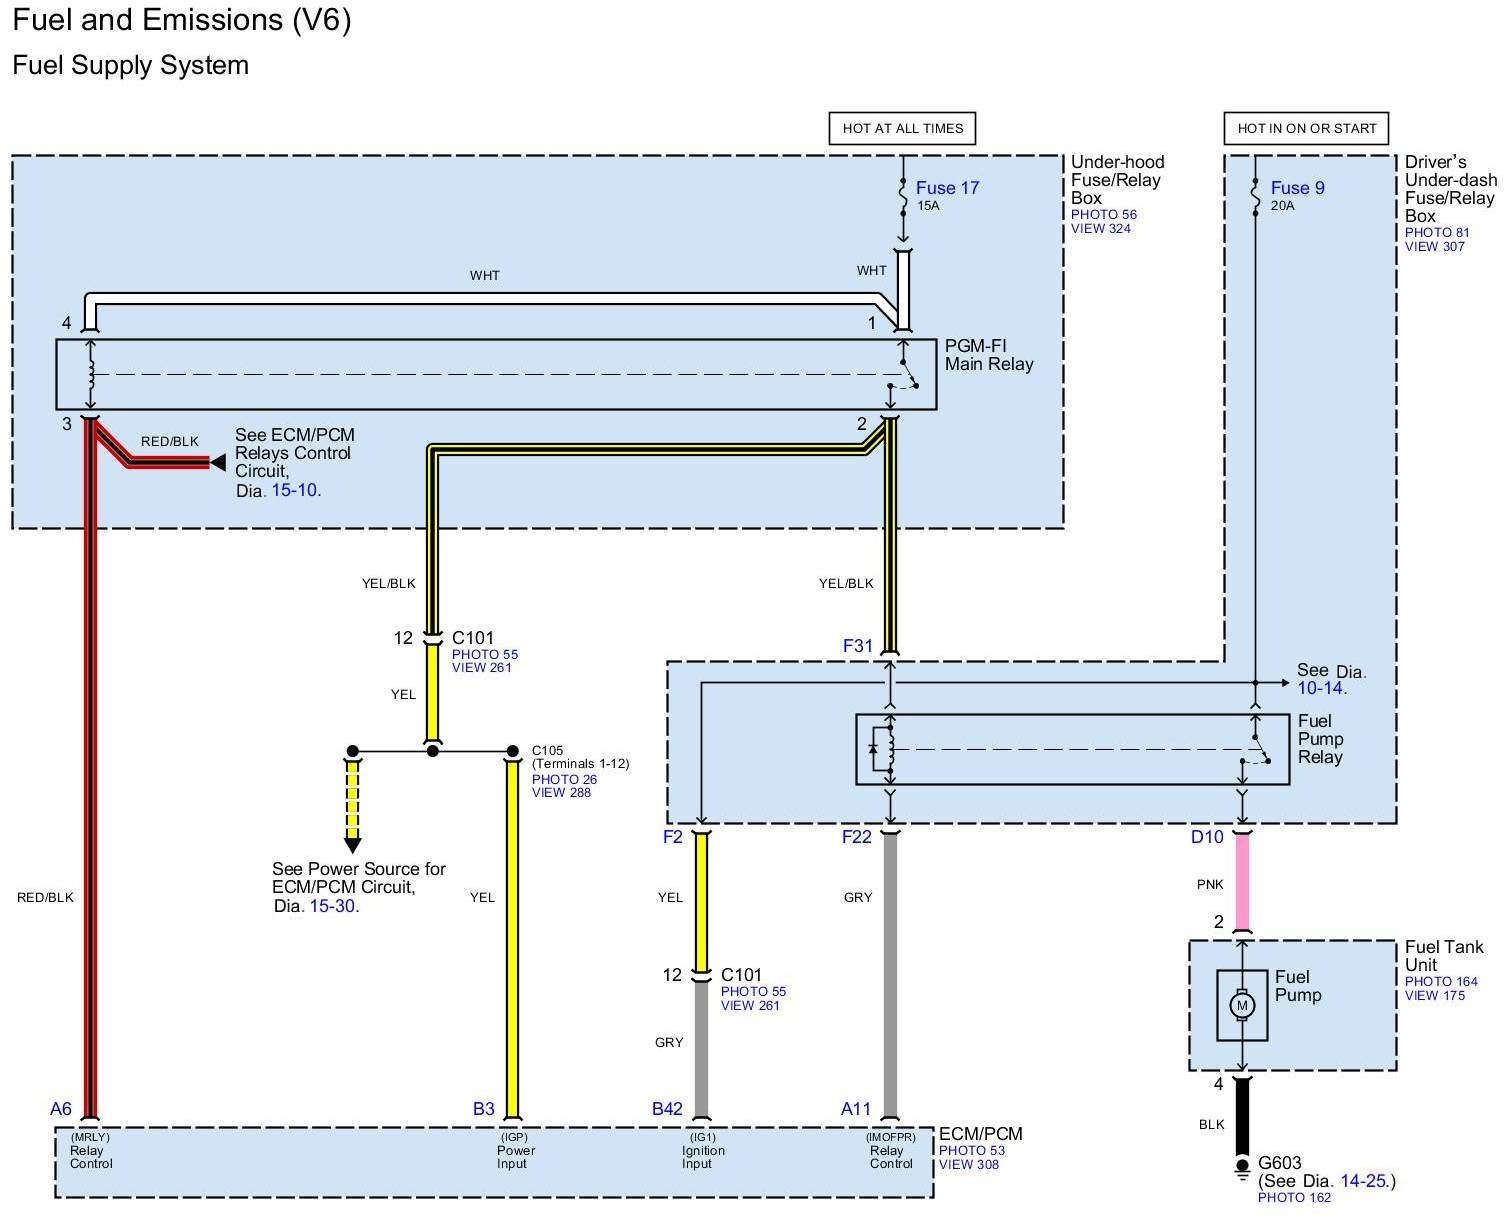 Fuel and Emissions (V6)
Fuel Supply System
HOT AT ALL TIMES
HOT IN ON OR START
Under-hood
Fuse/Relay
Box
PHOTO 56
VIEW 324
Driver's
Under-dash
Fuse/Relay
Box
PHOTO 81
VIEW 307
Fuse 17
15A
Fuse 9
20A
WHT
WHT
4
1
PGM-FI
Main Relay
3
2
RED/BLK
See ECM/PCM
Relays Control
Circuit,
Dia. 15-10.
YEL/BLK
YEL/BLK
12
C101
PHOTO 55
VIEW 261
F31
YEL
See Dia.
10-14.
Fuel
Pump
Relay
C105
(Terminals 1-12)
PHOTO 26
VIEW 288
F2
F22
D10
See Power Source for
ECM/PCM Circuit,
Dia. 15-30.
RED/BLK
YEL
YEL
GRY
PNK
2
Fuel Tank
Unit
PHOTO 164
VIEW 175
12
C101
PHOTO 55
VIEW 261
Fuel
Pump
M
GRY
4
A6
B3
B42
A11
BLK
(MRLY)
Relay
Control
(IGP)
Power
Input
(IG1)
Ignition
Input
(IMOFPR)
Relay
Control
ECM/PCM
PHOTO 53
VIEW 308
G603
(See Dia. 14-25.)
PHOTO 162